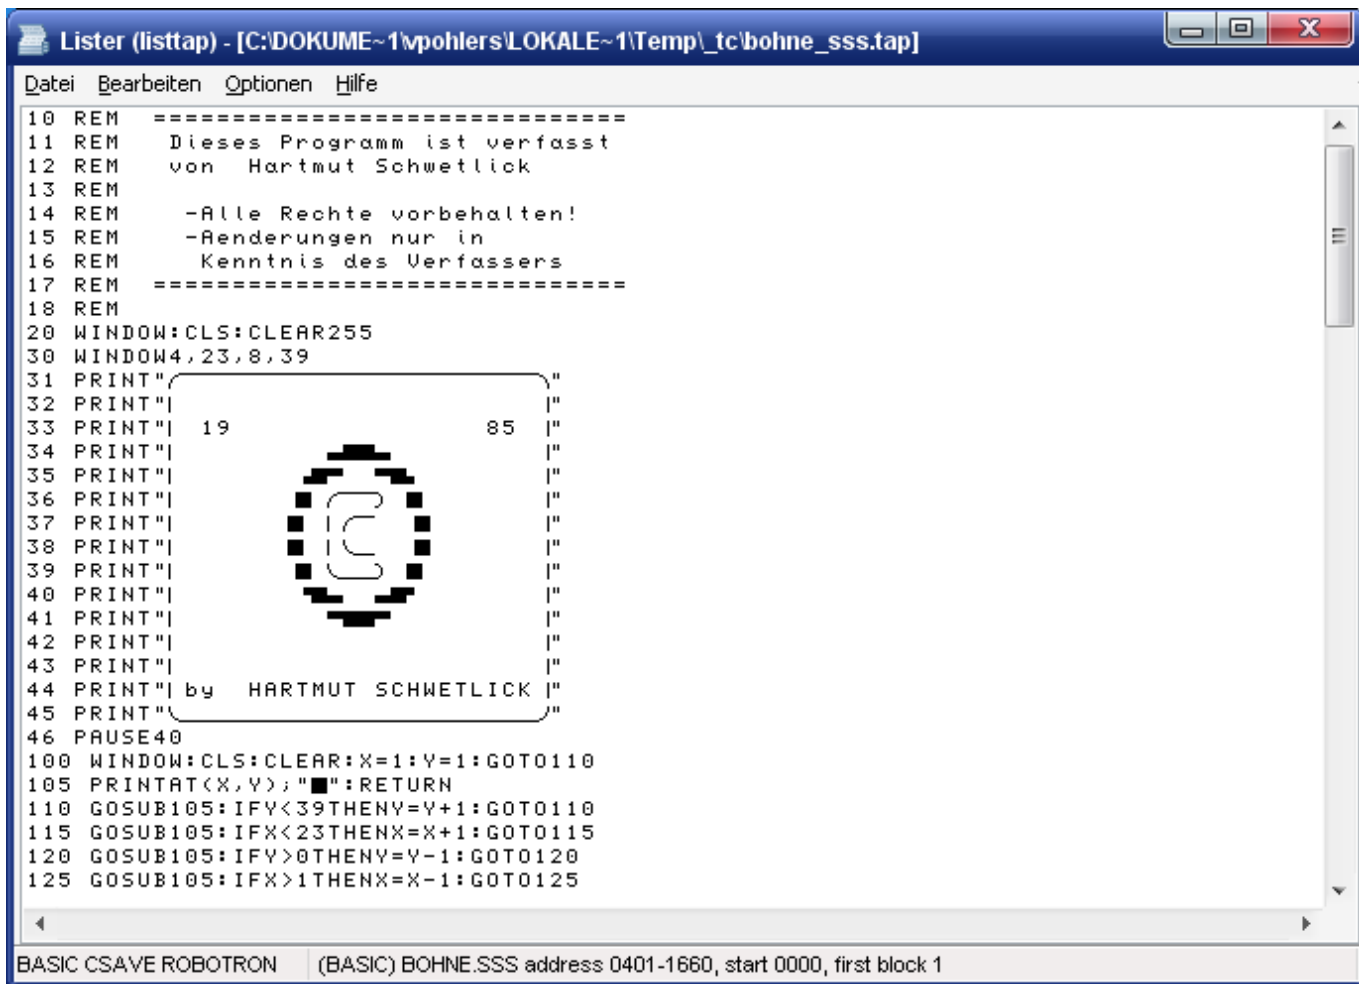 Lister (listtap) - [C:\DOKUME~1\vpohlers\LOKALE~1\Temp\_tc\bohne_sss.tap]
Datei Bearbeiten Optionen Hilfe
10 REM ==============================
11 REM Dieses Programm ist verfasst
12 REM von Hartmut Schwetlick
13 REM
14 REM -Alle Rechte vorbehalten!
15 REM -Aenderungen nur in
16 REM Kenntnis des Verfassers
17 REM ==============================
18 REM
20 WINDOW:CLS:CLEAR255
30 WINDOW4,23,8,39
31 PRINT" "
32 PRINT"| |"
33 PRINT"| 19 85 |"
34 PRINT"| |"
35 PRINT"| |"
36 PRINT"| ■ ■ |"
37 PRINT"| ■ ■ |"
38 PRINT"| ■ ■ |"
39 PRINT"| ■ ■ |"
40 PRINT"| |"
41 PRINT"| |"
42 PRINT"| |"
43 PRINT"| |"
44 PRINT"| by HARTMUT SCHWETLICK |"
45 PRINT" "
46 PAUSE40
100 WINDOW:CLS:CLEAR:X=1:Y=1:GOTO110
105 PRINTAT(X,Y);"■":RETURN
110 GOSUB105:IFY<39THENY=Y+1:GOTO110
115 GOSUB105:IFX<23THENX=X+1:GOTO115
120 GOSUB105:IFY>0THENY=Y-1:GOTO120
125 GOSUB105:IFX>1THENX=X-1:GOTO125
BASIC CSAVE ROBOTRON (BASIC) BOHNE.SSS address 0401-1660, start 0000, first block 1